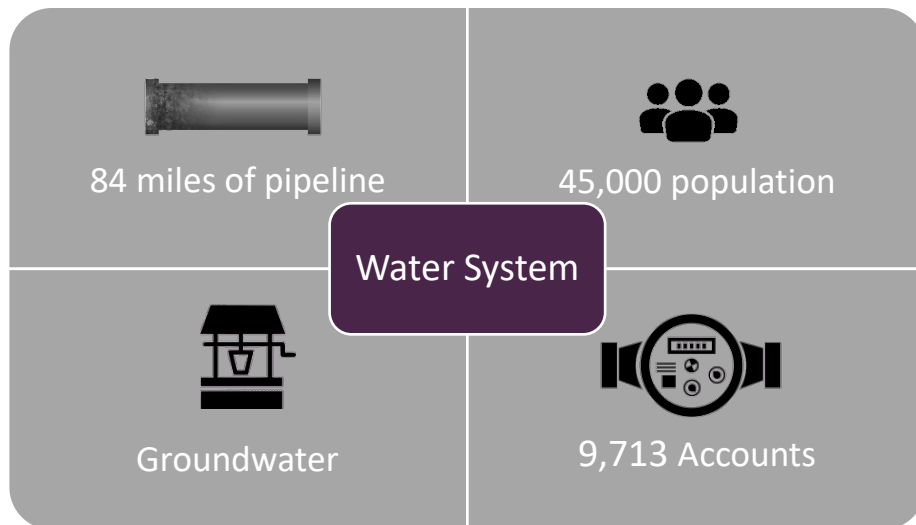 84 miles of pipeline
45,000 population
Water System
Groundwater
9,713 Accounts